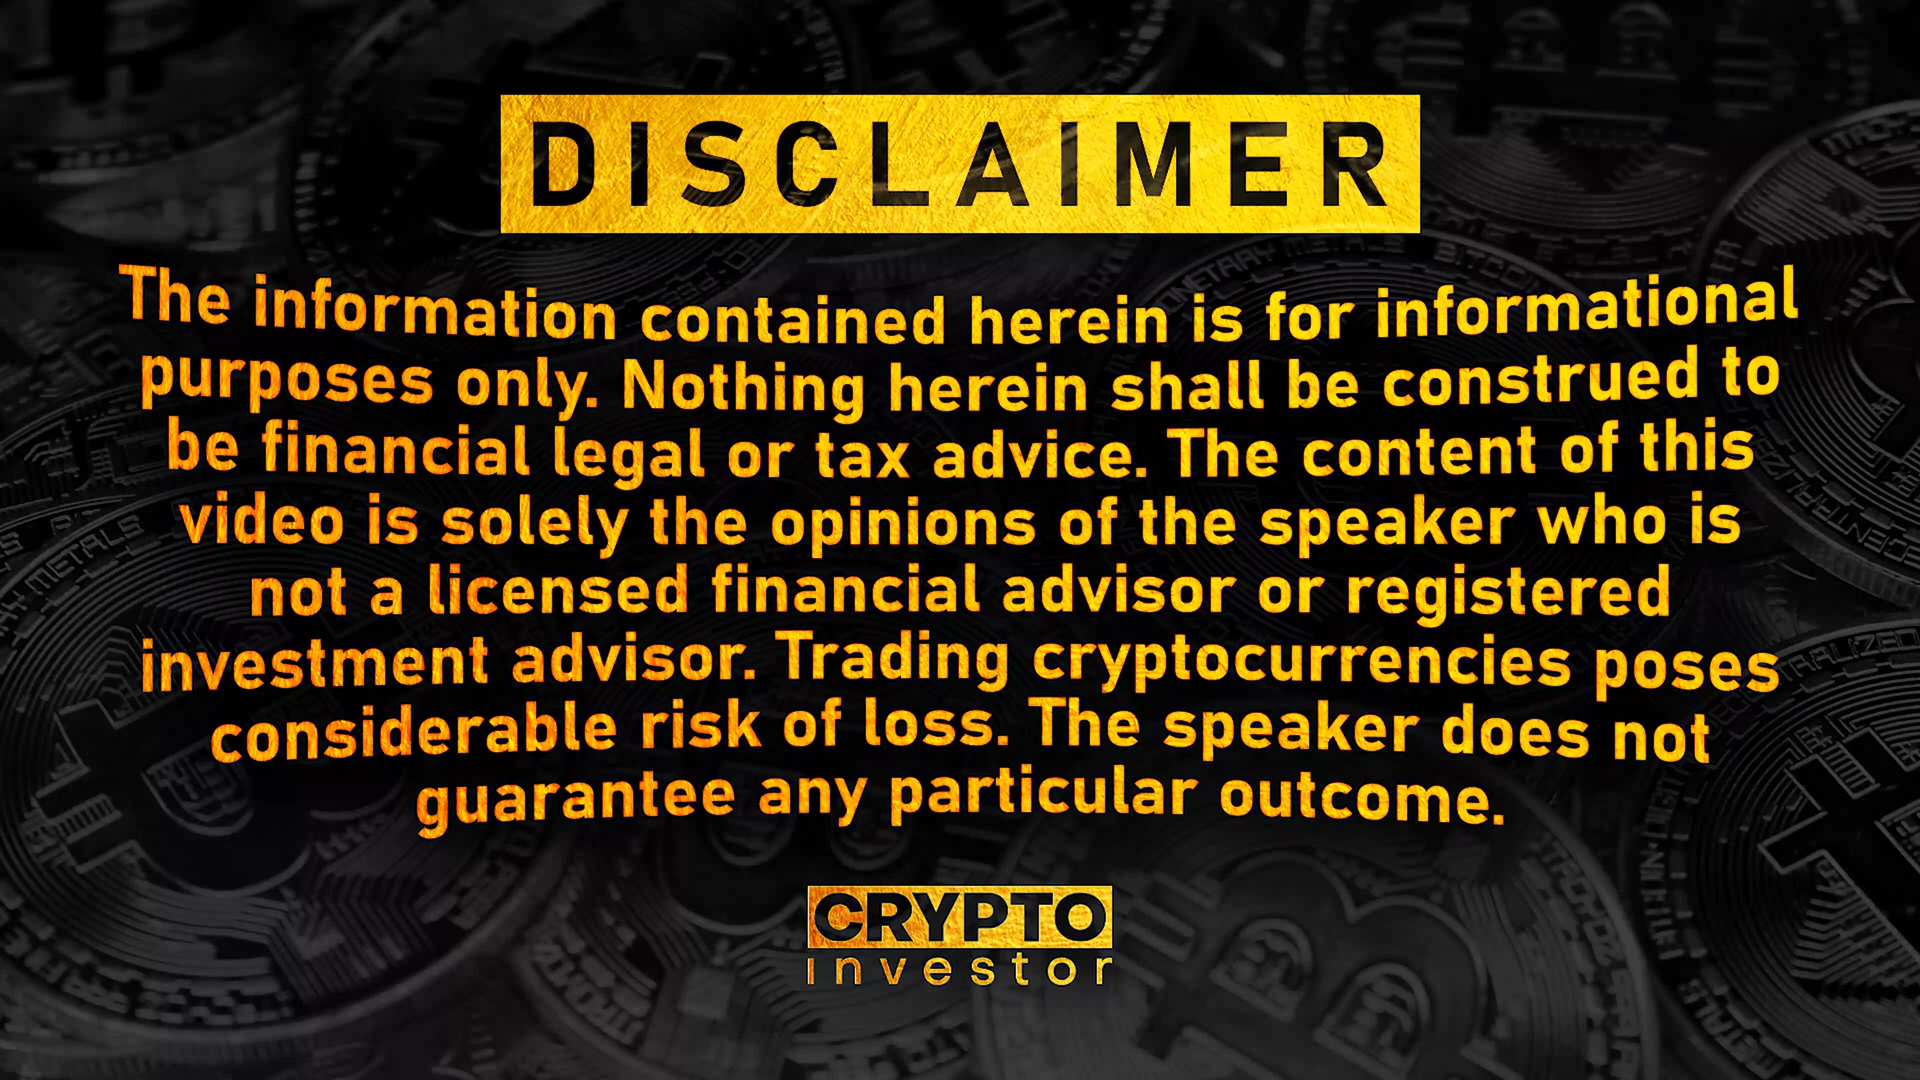 DISCLAIMER
The information contained herein is for informational
purposes only. Nothing herein shall be construed to
be financial legal or tax advice. The content of this
video is solely the opinions of the speaker who is
not a licensed financial advisor or registered
investment advisor. Trading cryptocurrencies poses
considerable risk of loss. The speaker does not
guarantee any particular outcome.
CRYPTO
investor